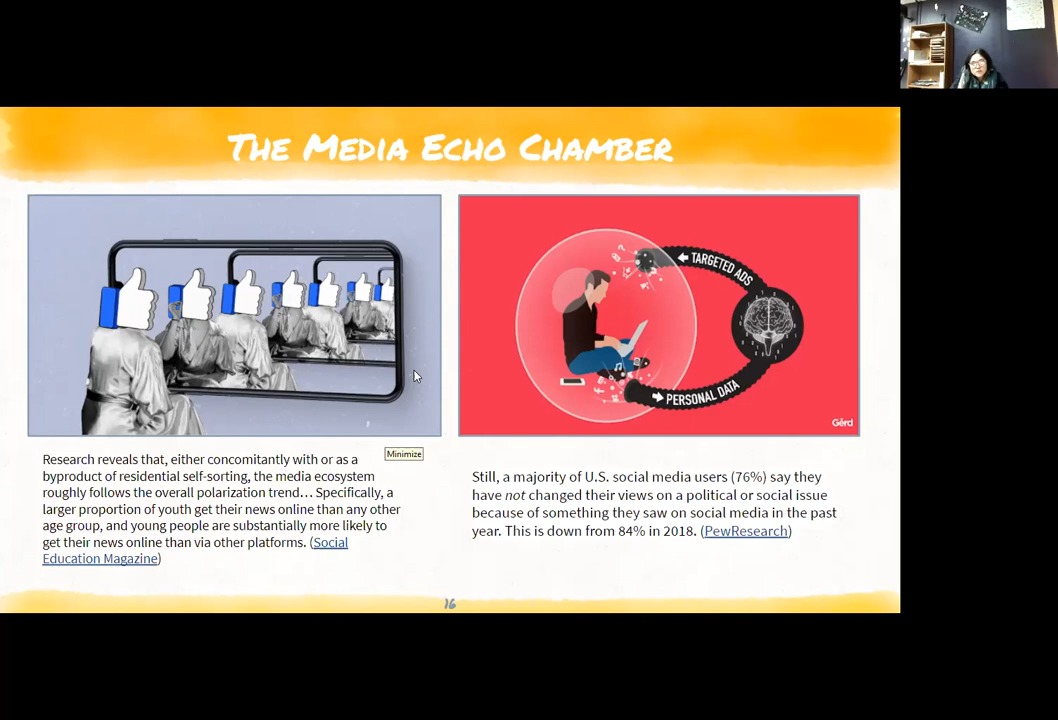 The Media Echo Chamber
TARGETED ADS
PERSONAL DATA
Gerd
Minimize
Research reveals that, either concomitantly with or as a
byproduct of residential self-sorting, the media ecosystem
roughly follows the overall polarization trend… Specifically, a
larger proportion of youth get their news online than any other
age group, and young people are substantially more likely to
get their news online than via other platforms. (Social
Education Magazine)
Still, a majority of U.S. social media users (76%) say they
have not changed their views on a political or social issue
because of something they saw on social media in the past
year. This is down from 84% in 2018. (PewResearch)
16